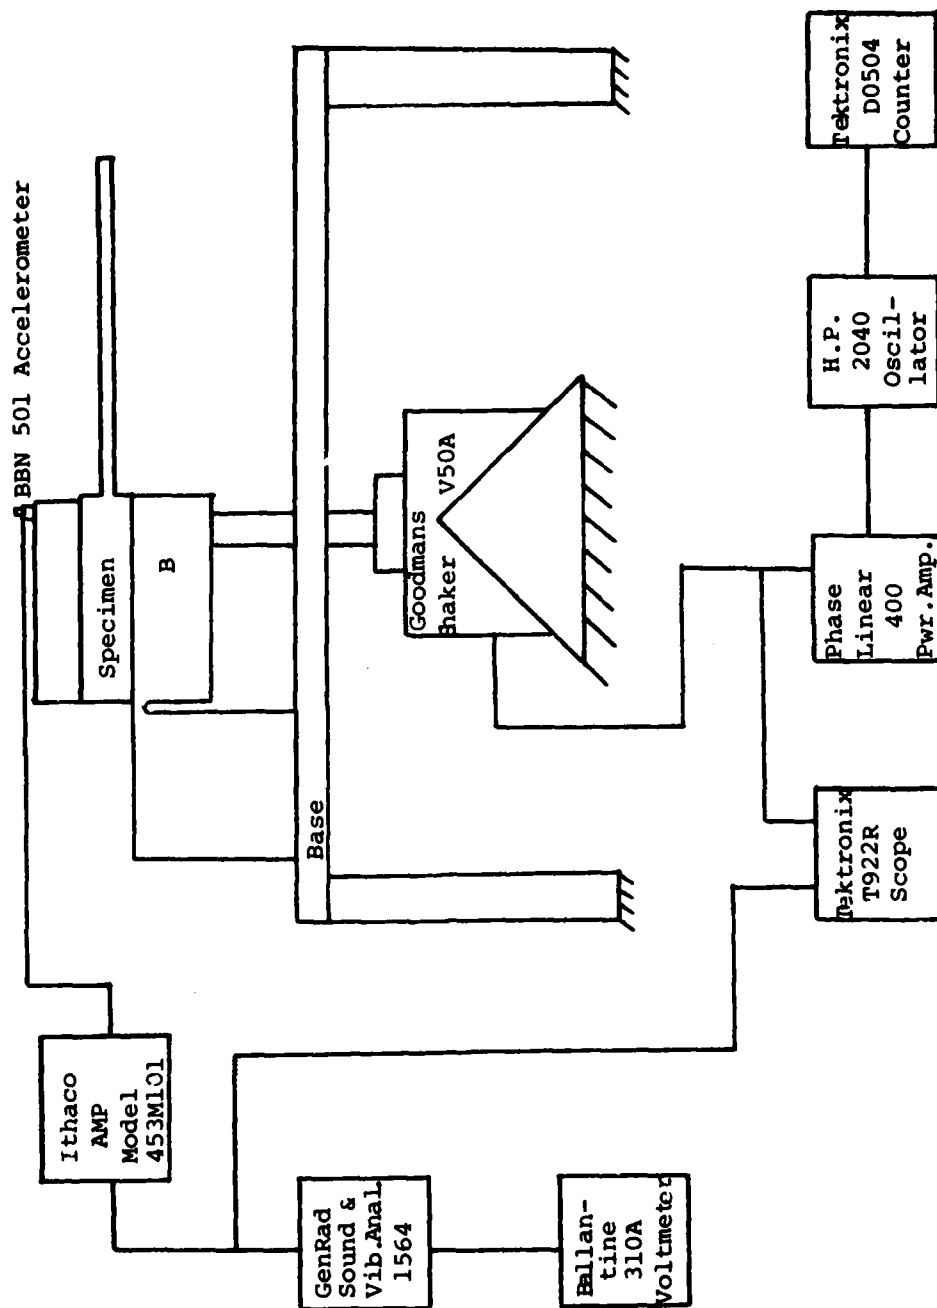 BBN 501 Accelerometer
Ithaco
AMP
Model
453M101
Specimen
B
Base
GenRad
Sound &
Vib.Anal.
1564
Goodmans
Shaker V50A
Ballan-
tine
310A
Voltmeter
Tektronix
T922R
Scope
Phase
Linear
400
Pwr.Amp.
H.P.
2040
Oscil-
lator
Tektronix
D0504
Counter